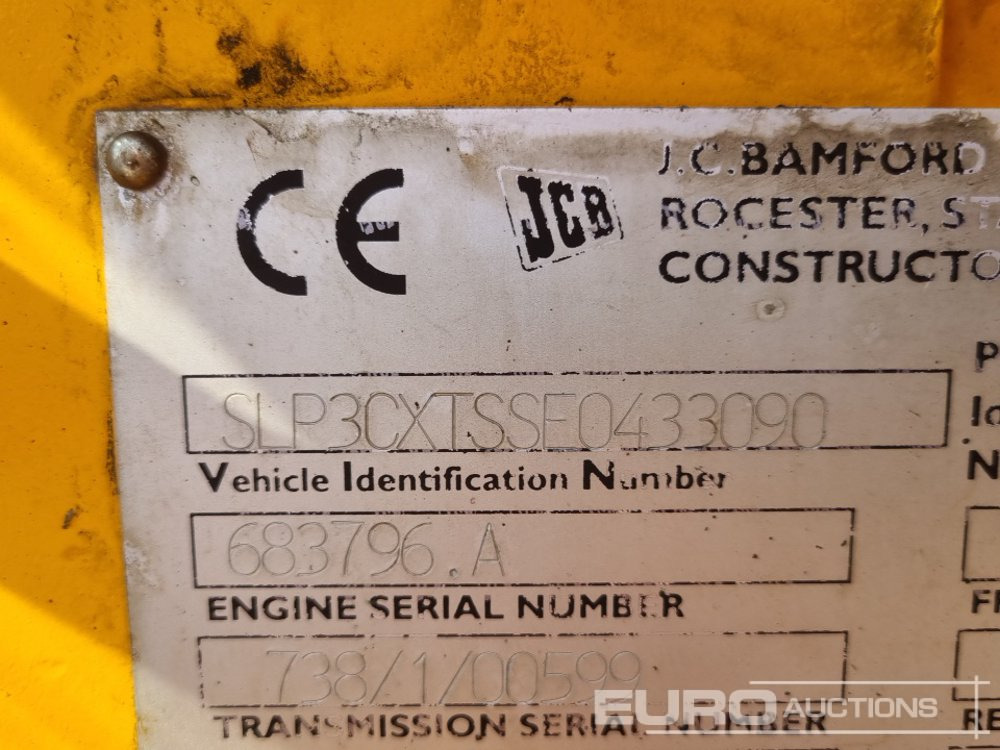 CE
JCB
J.C.BAMFORD
ROCESTER, ST
CONSTRUCTO
SLP3CXTSSE0433090
Vehicle Identification Number
683796.A
ENGINE SERIAL NUMBER
738/1/00599
TRANSMISSION SERIAL NUMBER
P
N
RE
EURO AUCTIONS